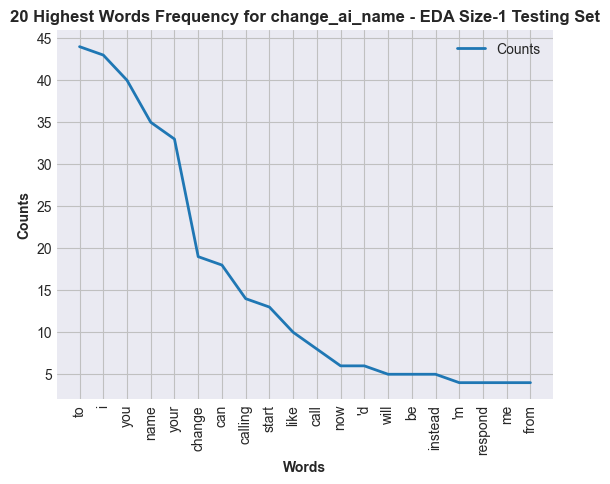 20 Highest Words Frequency for change_ai_name - EDA Size-1 Testing Set
Counts
45
40
35
30
25
20
15
10
5
Counts
to
i
you
name
your
change
can
calling
start
like
call
now
'd
will
be
instead
'm
respond
me
from
Words